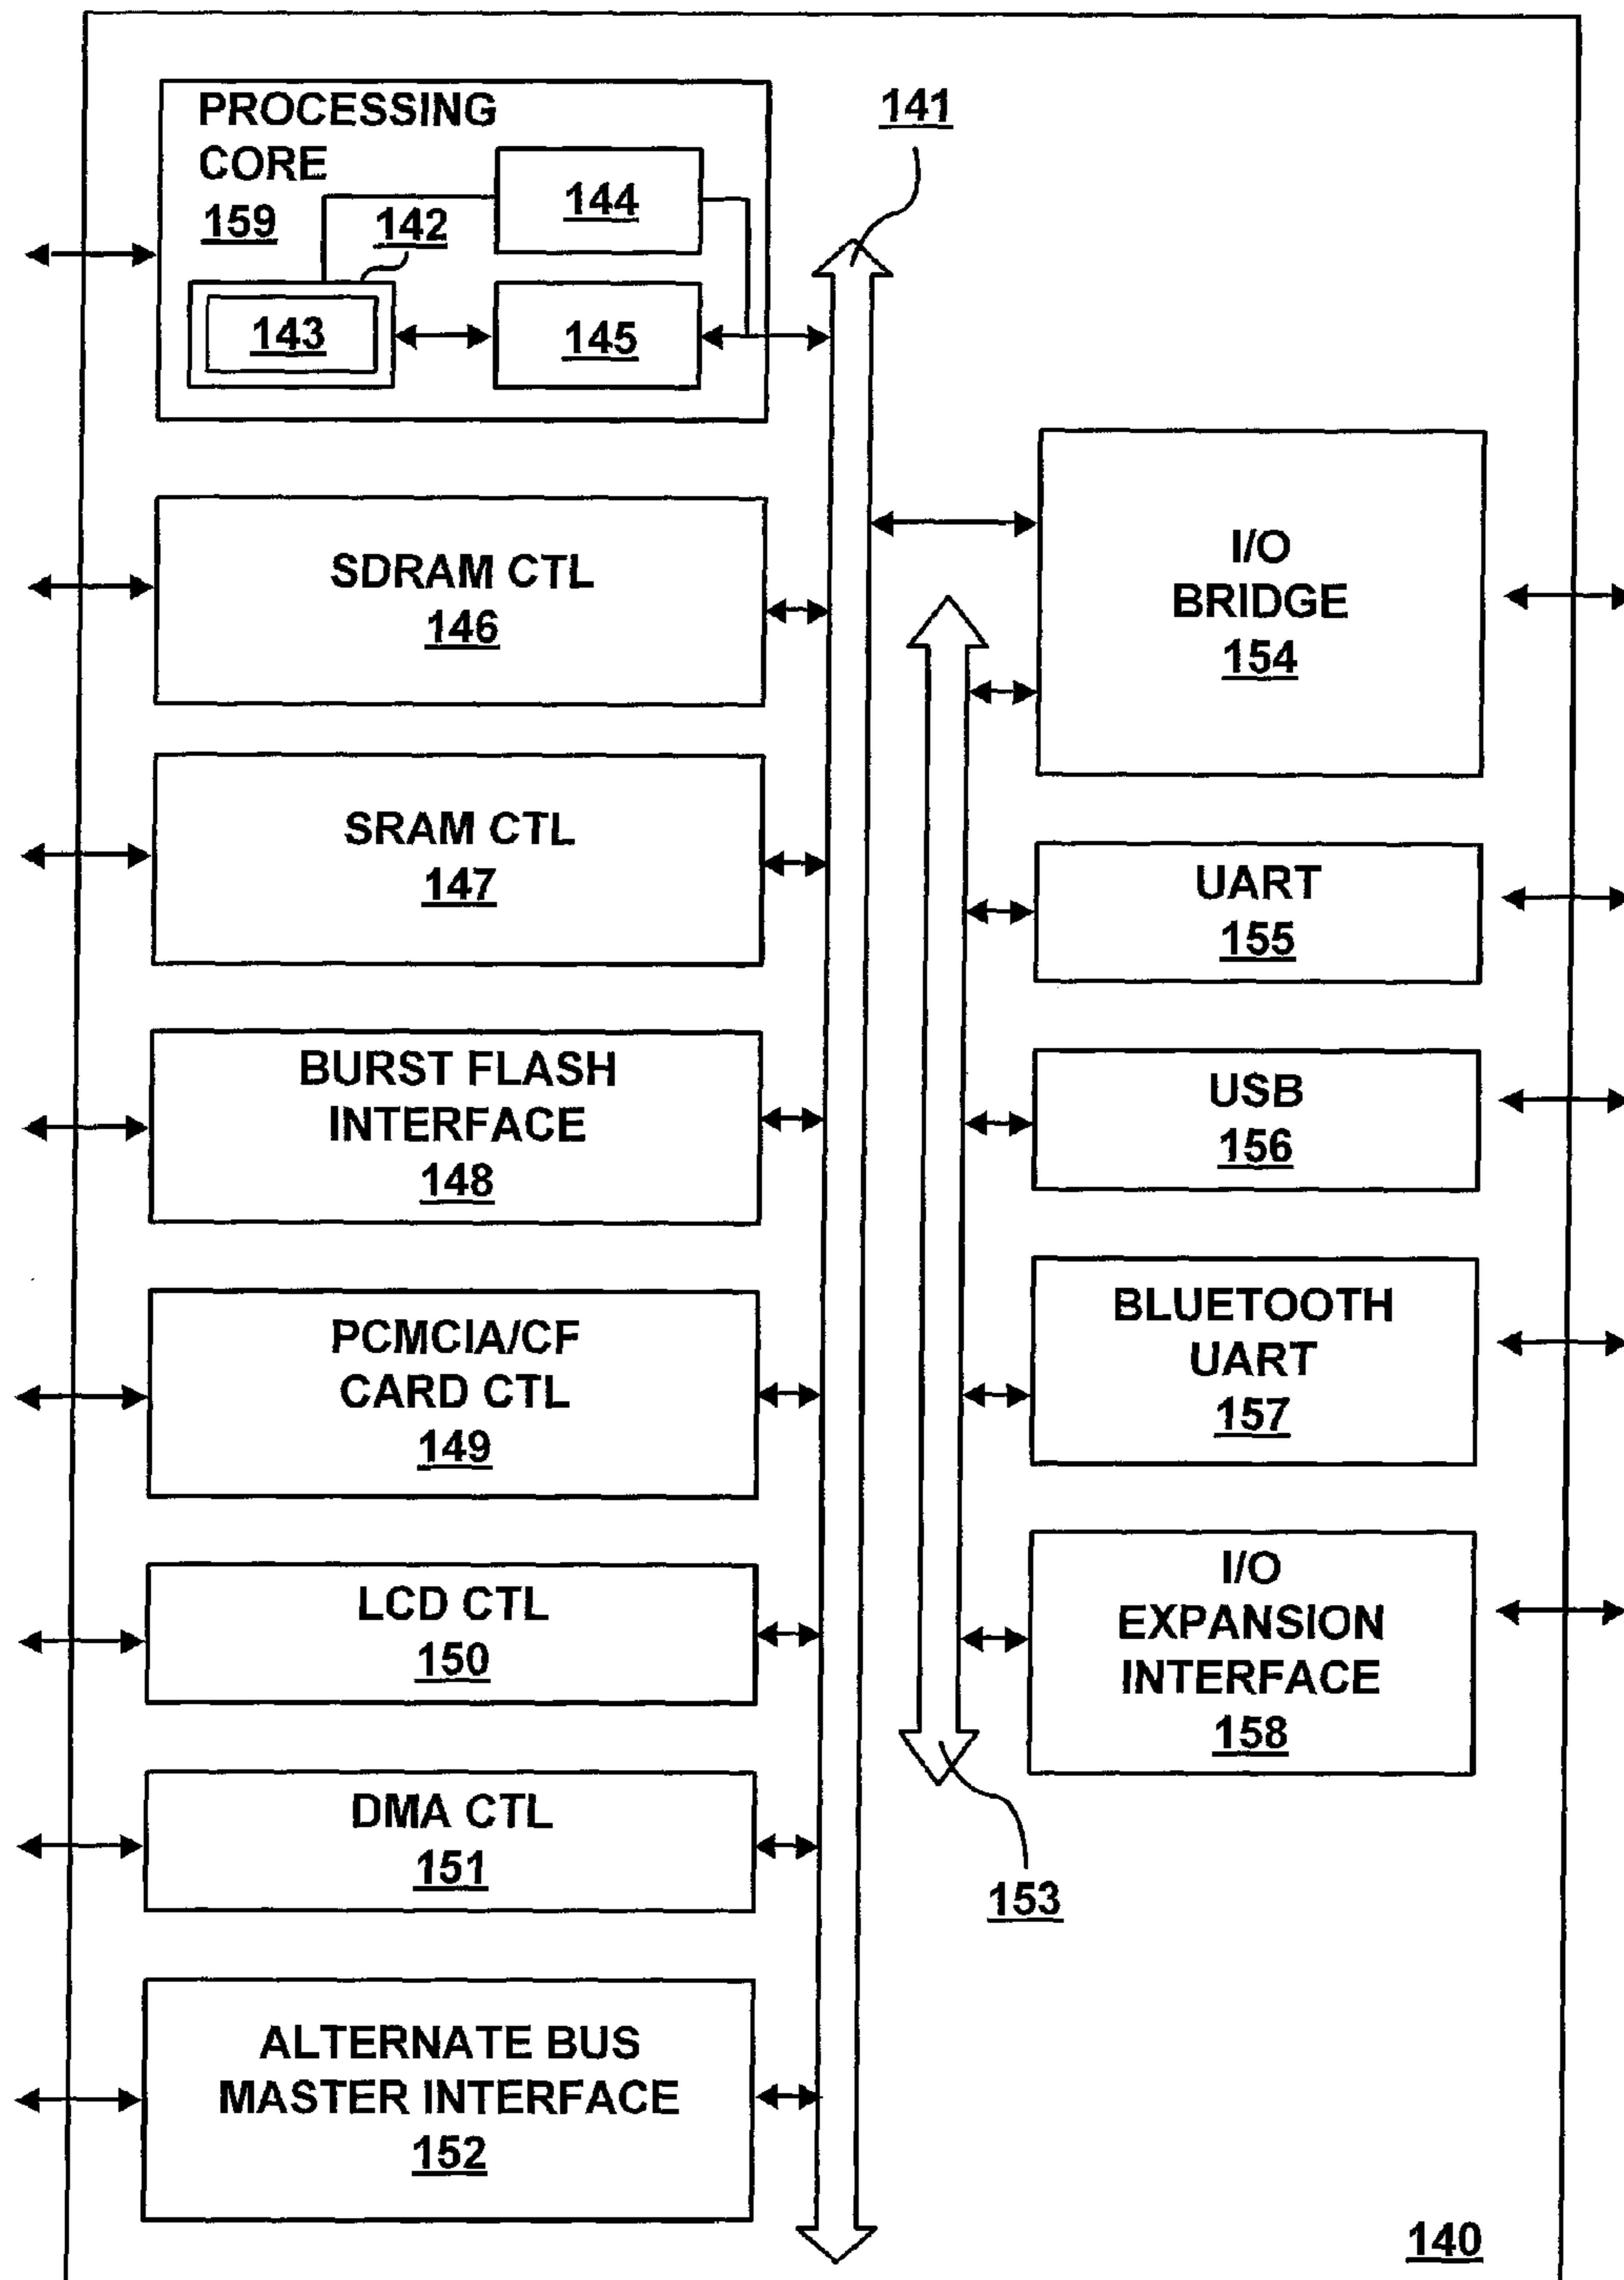 PROCESSING
CORE
159
142
144
143
145
141
SDRAM CTL
146
SRAM CTL
147
BURST FLASH
INTERFACE
148
PCMCIA/CF
CARD CTL
149
LCD CTL
150
DMA CTL
151
ALTERNATE BUS
MASTER INTERFACE
152
I/O
BRIDGE
154
UART
155
USB
156
BLUETOOTH
UART
157
I/O
EXPANSION
INTERFACE
158
153
140